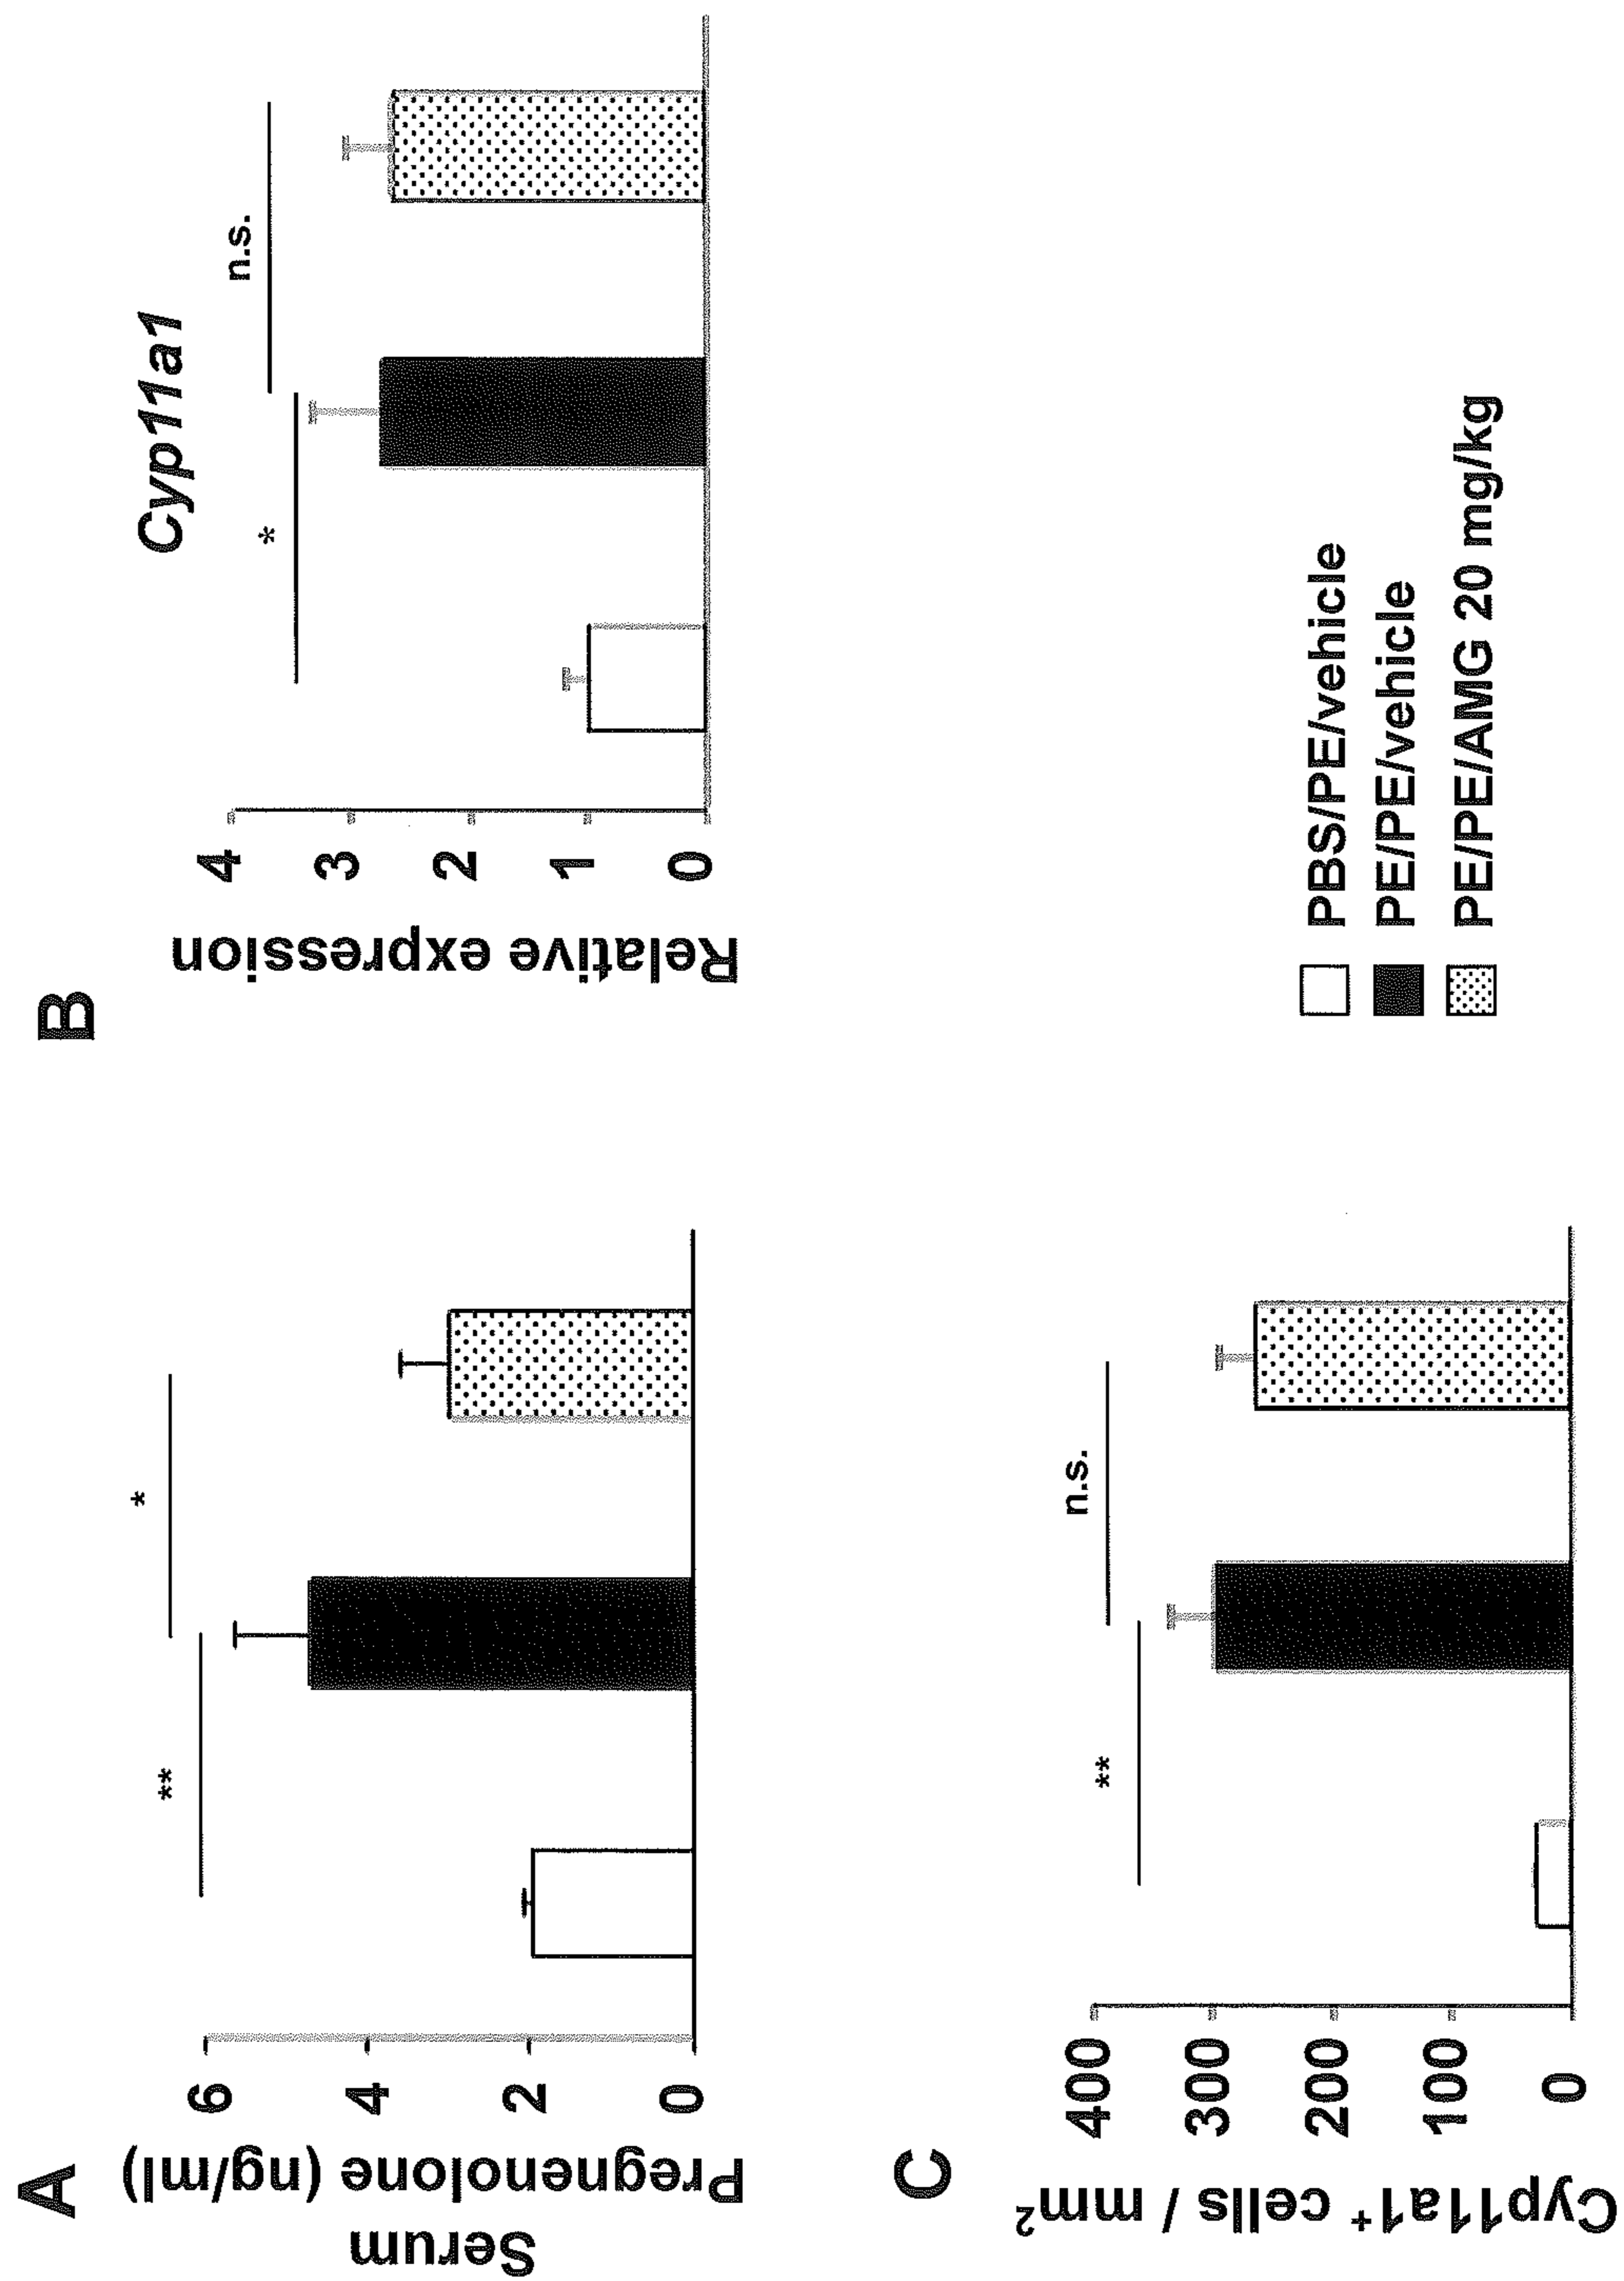 A
Serum
Pregnenolone (ng/ml)
6
4
2
0
**
*
B
Cyp11a1
Relative expression
4
3
2
1
0
*
n.s.
C
Cyp11a1⁺ cells / mm²
400
300
200
100
0
**
n.s.
PBS/PE/vehicle
PE/PE/vehicle
PE/PE/AMG 20 mg/kg